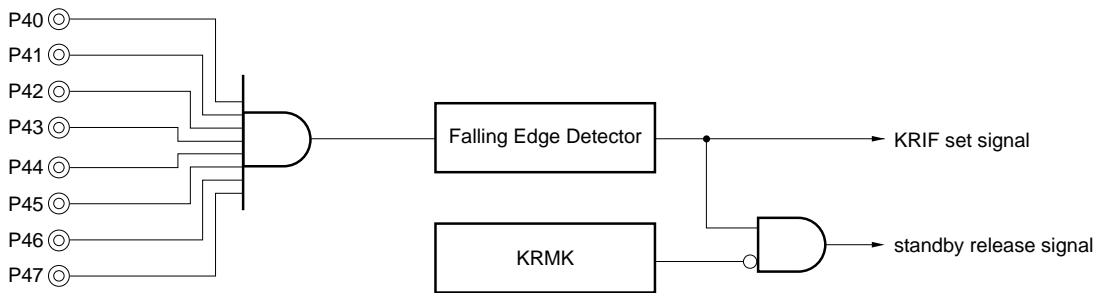 P40
P41
P42
P43
P44
P45
P46
P47
Falling Edge Detector
KRIF set signal
KRMK
standby release signal